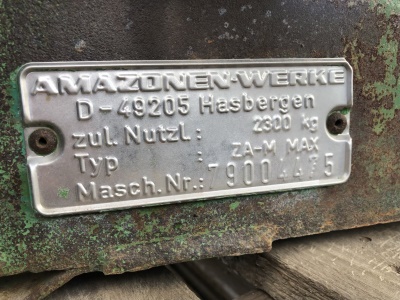 AMAZONEN-WERKE
D-49205 Hasbergen
zul. Nutzl.: 2300 kg
Typ : ZA-M MAX
Masch. Nr.: 79004475